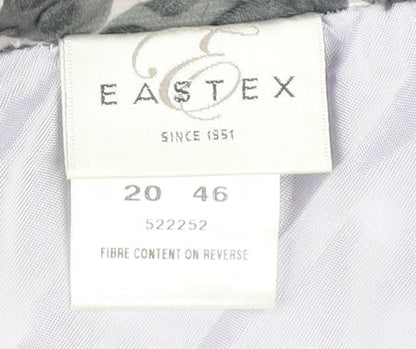 E
EASTEX
SINCE 1951
20 46
522252
FIBRE CONTENT ON REVERSE